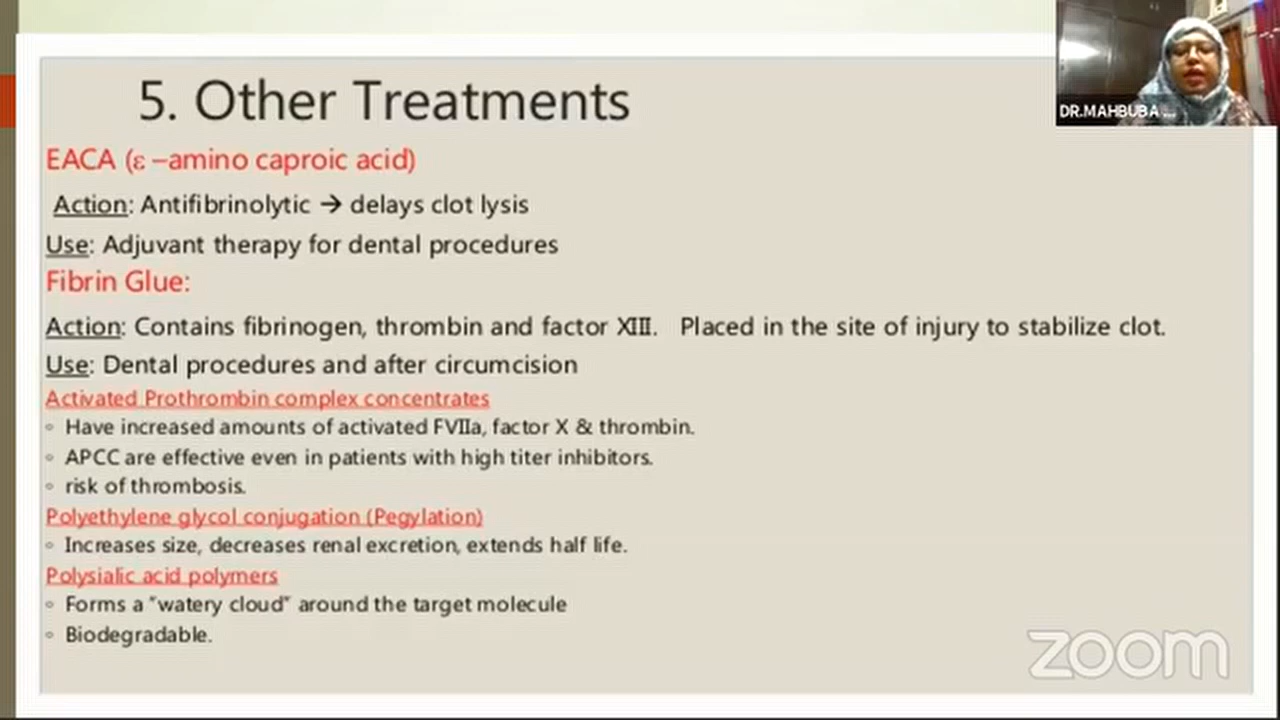 5. Other Treatments
DR.MAHBUBA ...
EACA (ε –amino caproic acid)
Action: Antifibrinolytic → delays clot lysis
Use: Adjuvant therapy for dental procedures
Fibrin Glue:
Action: Contains fibrinogen, thrombin and factor XIII. Placed in the site of injury to stabilize clot.
Use: Dental procedures and after circumcision
Activated Prothrombin complex concentrates
◦ Have increased amounts of activated FVIIa, factor X & thrombin.
◦ APCC are effective even in patients with high titer inhibitors.
◦ risk of thrombosis.
Polyethylene glycol conjugation (Pegylation)
◦ Increases size, decreases renal excretion, extends half life.
Polysialic acid polymers
◦ Forms a "watery cloud" around the target molecule
◦ Biodegradable.
zoom